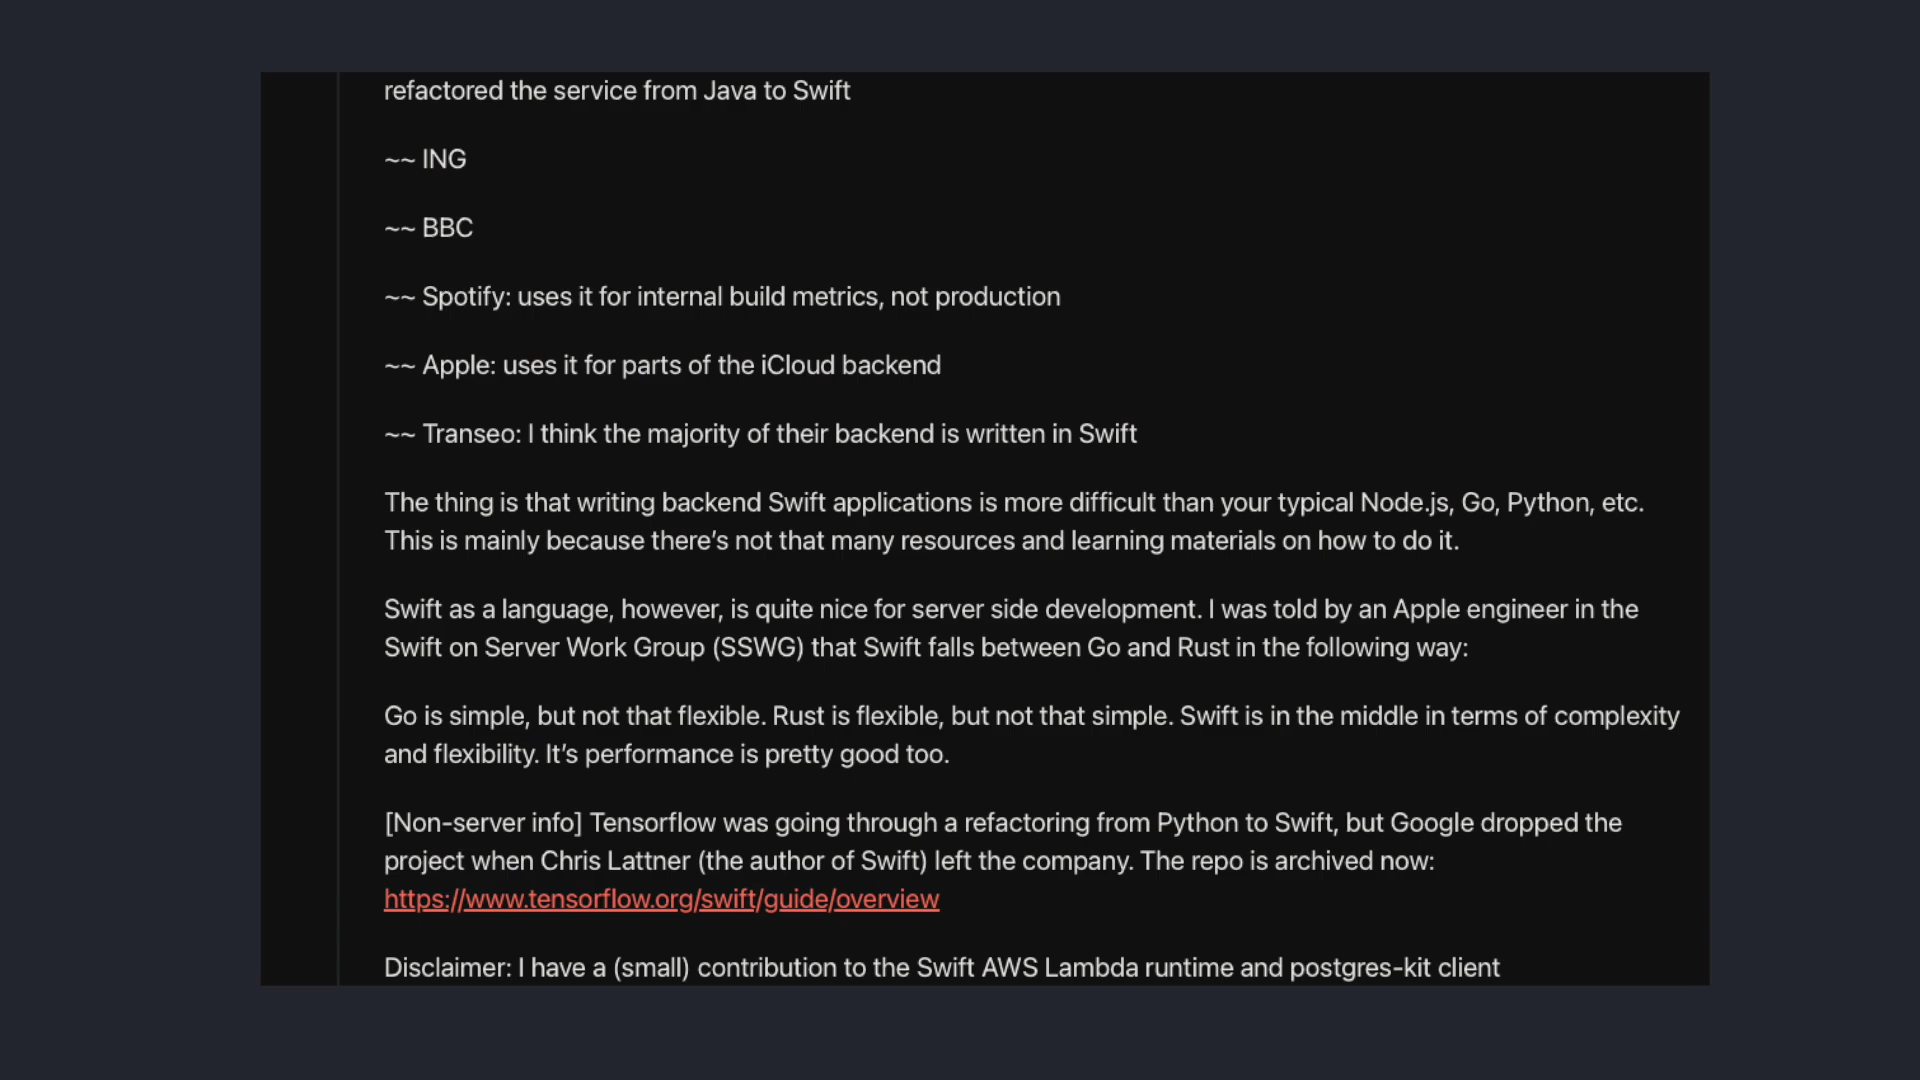 refactored the service from Java to Swift
~~ ING
~~ BBC
~~ Spotify: uses it for internal build metrics, not production
~~ Apple: uses it for parts of the iCloud backend
~~ Transeo: I think the majority of their backend is written in Swift
The thing is that writing backend Swift applications is more difficult than your typical Node.js, Go, Python, etc.
This is mainly because there’s not that many resources and learning materials on how to do it.
Swift as a language, however, is quite nice for server side development. I was told by an Apple engineer in the
Swift on Server Work Group (SSWG) that Swift falls between Go and Rust in the following way:
Go is simple, but not that flexible. Rust is flexible, but not that simple. Swift is in the middle in terms of complexity
and flexibility. It’s performance is pretty good too.
[Non-server info] Tensorflow was going through a refactoring from Python to Swift, but Google dropped the
project when Chris Lattner (the author of Swift) left the company. The repo is archived now:
https://www.tensorflow.org/swift/guide/overview
Disclaimer: I have a (small) contribution to the Swift AWS Lambda runtime and postgres-kit client